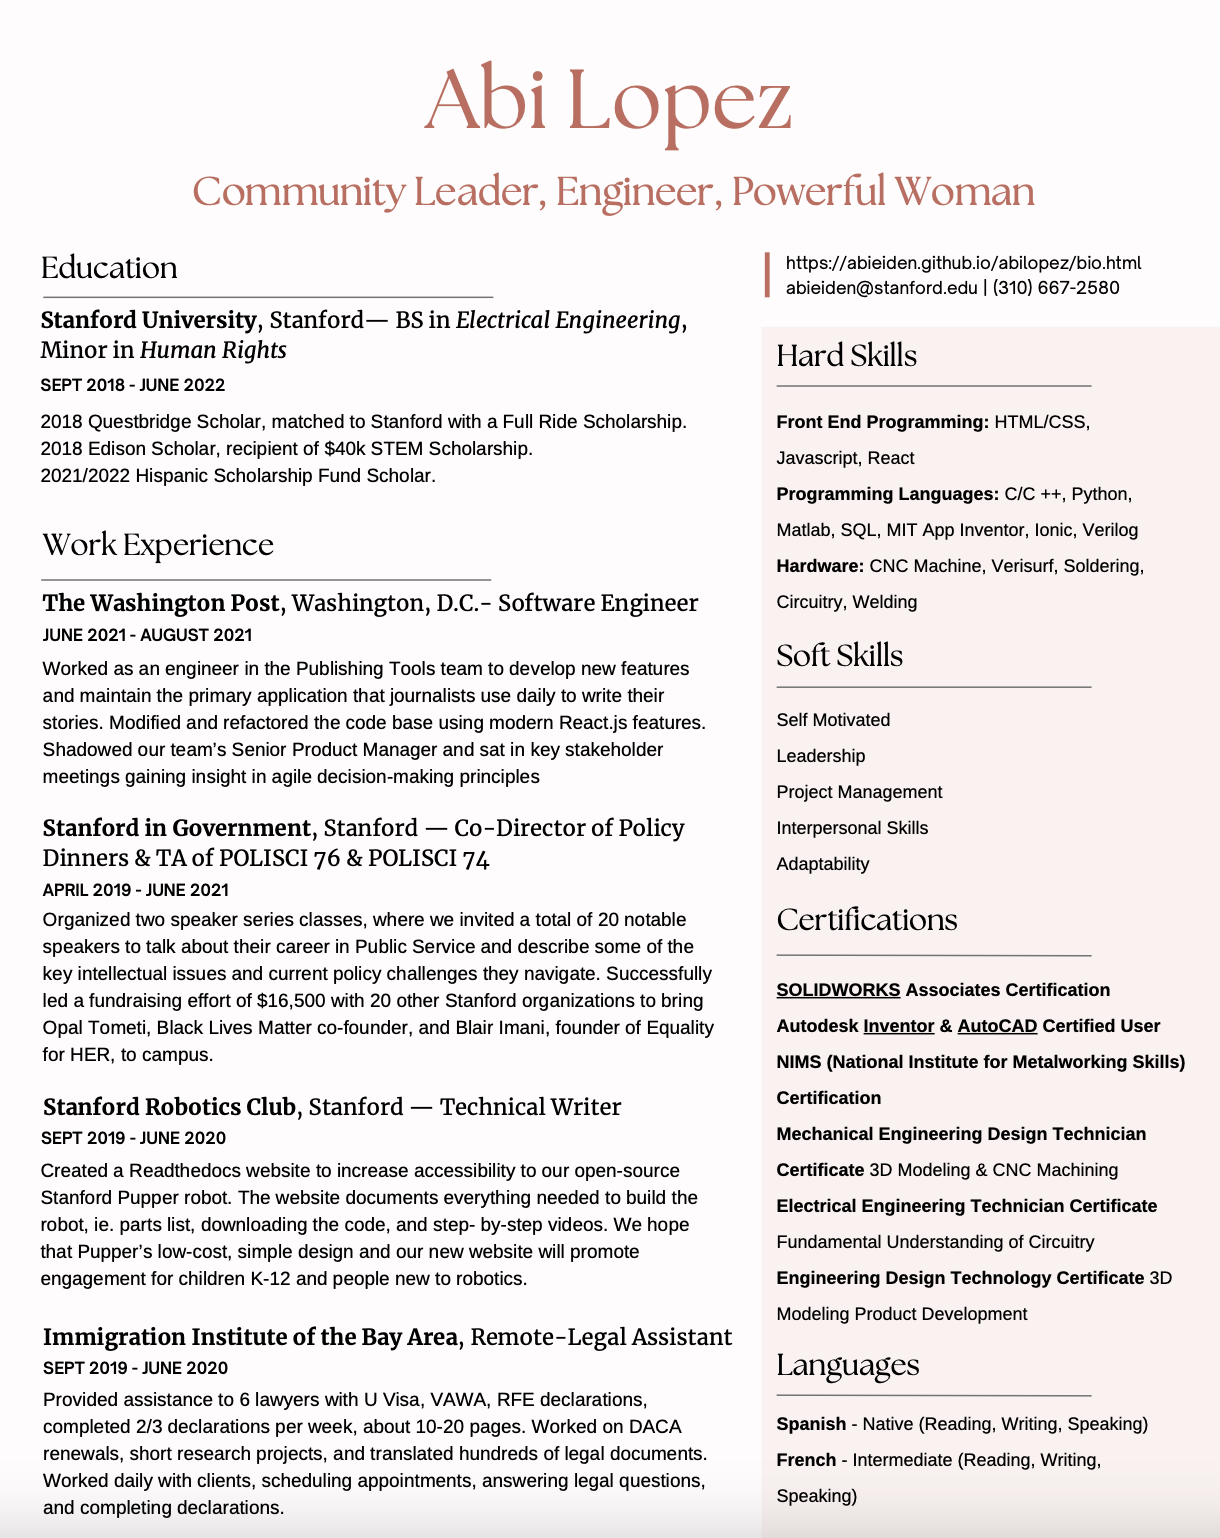 Abi Lopez
Community Leader, Engineer, Powerful Woman
Education
Stanford University, Stanford— BS in Electrical Engineering,
Minor in Human Rights
SEPT 2018 - JUNE 2022
2018 Questbridge Scholar, matched to Stanford with a Full Ride Scholarship.
2018 Edison Scholar, recipient of $40k STEM Scholarship.
2021/2022 Hispanic Scholarship Fund Scholar.
Work Experience
The Washington Post, Washington, D.C.- Software Engineer
JUNE 2021 - AUGUST 2021
Worked as an engineer in the Publishing Tools team to develop new features
and maintain the primary application that journalists use daily to write their
stories. Modified and refactored the code base using modern React.js features.
Shadowed our team's Senior Product Manager and sat in key stakeholder
meetings gaining insight in agile decision-making principles
Stanford in Government, Stanford — Co-Director of Policy
Dinners & TA of POLISCI 76 & POLISCI 74
APRIL 2019 - JUNE 2021
Organized two speaker series classes, where we invited a total of 20 notable
speakers to talk about their career in Public Service and describe some of the
key intellectual issues and current policy challenges they navigate. Successfully
led a fundraising effort of $16,500 with 20 other Stanford organizations to bring
Opal Tometi, Black Lives Matter co-founder, and Blair Imani, founder of Equality
for HER, to campus.
Stanford Robotics Club, Stanford — Technical Writer
SEPT 2019 - JUNE 2020
Created a Readthedocs website to increase accessibility to our open-source
Stanford Pupper robot. The website documents everything needed to build the
robot, ie. parts list, downloading the code, and step- by-step videos. We hope
that Pupper's low-cost, simple design and our new website will promote
engagement for children K-12 and people new to robotics.
Immigration Institute of the Bay Area, Remote-Legal Assistant
SEPT 2019 - JUNE 2020
Provided assistance to 6 lawyers with U Visa, VAWA, RFE declarations,
completed 2/3 declarations per week, about 10-20 pages. Worked on DACA
renewals, short research projects, and translated hundreds of legal documents.
Worked daily with clients, scheduling appointments, answering legal questions,
and completing declarations.
https://abieiden.github.io/abilopez/bio.html
abieiden@stanford.edu | (310) 667-2580
Hard Skills
Front End Programming: HTML/CSS,
Javascript, React
Programming Languages: C/C ++, Python,
Matlab, SQL, MIT App Inventor, Ionic, Verilog
Hardware: CNC Machine, Verisurf, Soldering,
Circuitry, Welding
Soft Skills
Self Motivated
Leadership
Project Management
Interpersonal Skills
Adaptability
Certifications
SOLIDWORKS Associates Certification
Autodesk Inventor & AutoCAD Certified User
NIMS (National Institute for Metalworking Skills)
Certification
Mechanical Engineering Design Technician
Certificate 3D Modeling & CNC Machining
Electrical Engineering Technician Certificate
Fundamental Understanding of Circuitry
Engineering Design Technology Certificate 3D
Modeling Product Development
Languages
Spanish - Native (Reading, Writing, Speaking)
French - Intermediate (Reading, Writing,
Speaking)